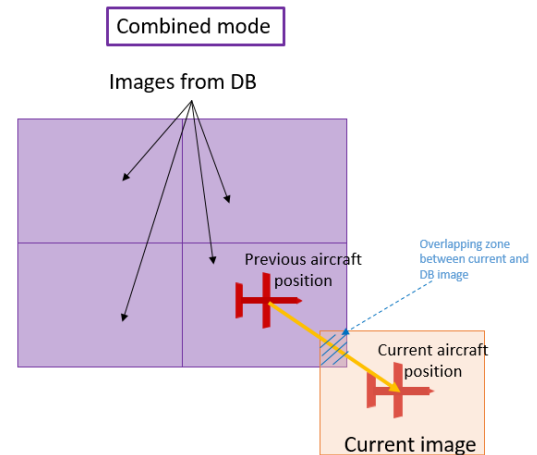 Combined mode
Images from DB
Previous aircraft
position
Overlapping zone
between current and
DB image
Current aircraft
position
Current image